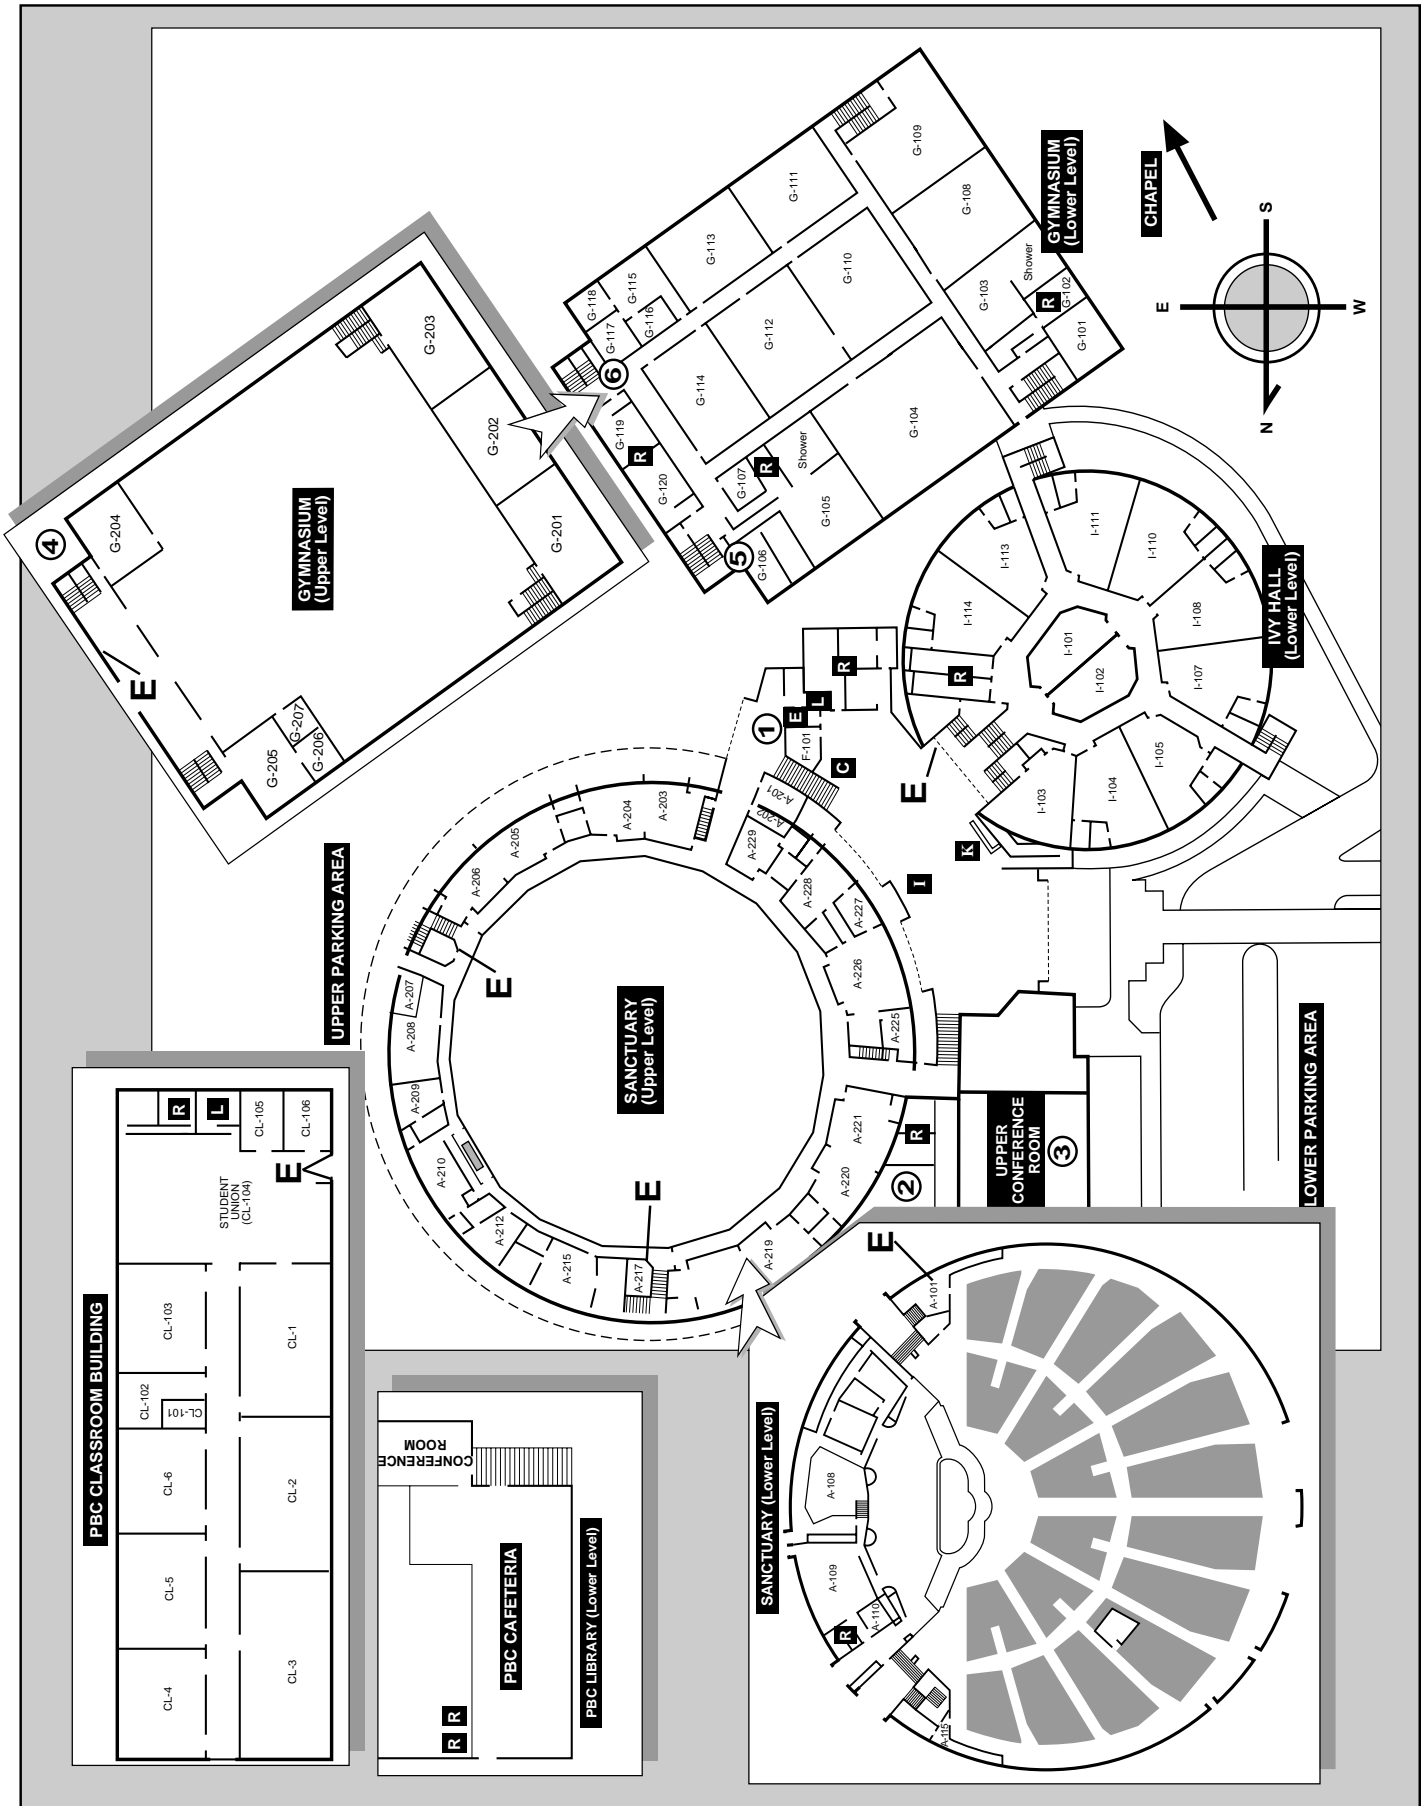 G-109
G-108
G-111
G-113
G-110
G-112
G-114
G-104
G-103
Shower
R
G-102
G-101
G-118
G-115
G-117
G-116
6
G-119
R
G-120
G-107
R
Shower
G-105
5
G-106
GYMNASIUM
(Lower Level)
CHAPEL
E
S
W
N
G-203
G-202
G-201
G-204
4
E
G-205
G-207
G-206
GYMNASIUM
(Upper Level)
I-111
I-110
I-113
I-114
I-108
I-107
I-101
I-102
R
I-103
I-104
I-105
IVY HALL
(Lower Level)
E
K
I
C
1
E
L
R
F-101
A-201
A-202
A-229
A-228
A-227
A-226
A-225
A-203
A-204
A-205
A-206
E
A-207
A-208
A-209
A-210
A-212
A-215
A-217
E
A-219
A-220
A-221
R
2
SANCTUARY
(Upper Level)
UPPER PARKING AREA
LOWER PARKING AREA
UPPER
CONFERENCE
ROOM
3
PBC CLASSROOM BUILDING
R
L
CL-105
CL-106
E
STUDENT
UNION
(CL-104)
CL-103
CL-102
CL-101
CL-1
CL-6
CL-2
CL-5
CL-3
CL-4
CONFERENCE
ROOM
PBC CAFETERIA
R
R
PBC LIBRARY (Lower Level)
SANCTUARY (Lower Level)
E
A-101
A-108
A-109
A-110
R
A-115